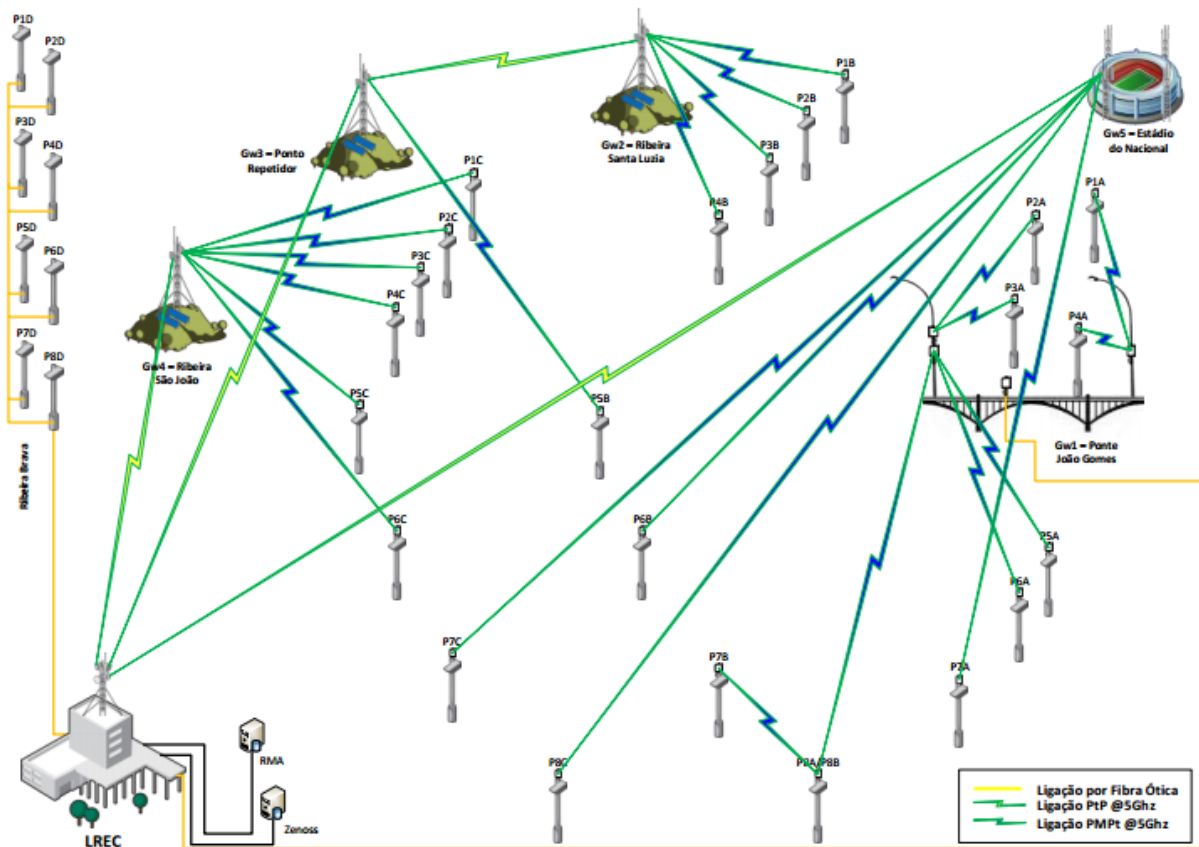 P1D
P2D
P3D
P4D
P5D
P6D
P7D
P8D
Ribeira Brava
Gw3 = Ponto
Repetidor
Gw2 = Ribeira
Santa Luzia
P1B
P2B
P3B
P4B
Gw5 = Estádio
do Nacional
P1C
P2C
P3C
P4C
Gw4 = Ribeira
São João
P5C
P5B
P1A
P2A
P3A
P4A
Gw1 = Ponte
João Gomes
P6C
P6B
P5A
P6A
P7C
P7B
P7A
P8C
P8A/P8B
RMA
Zenoss
LREC
Ligação por Fibra Ótica
Ligação PtP @5Ghz
Ligação PMPt @5Ghz